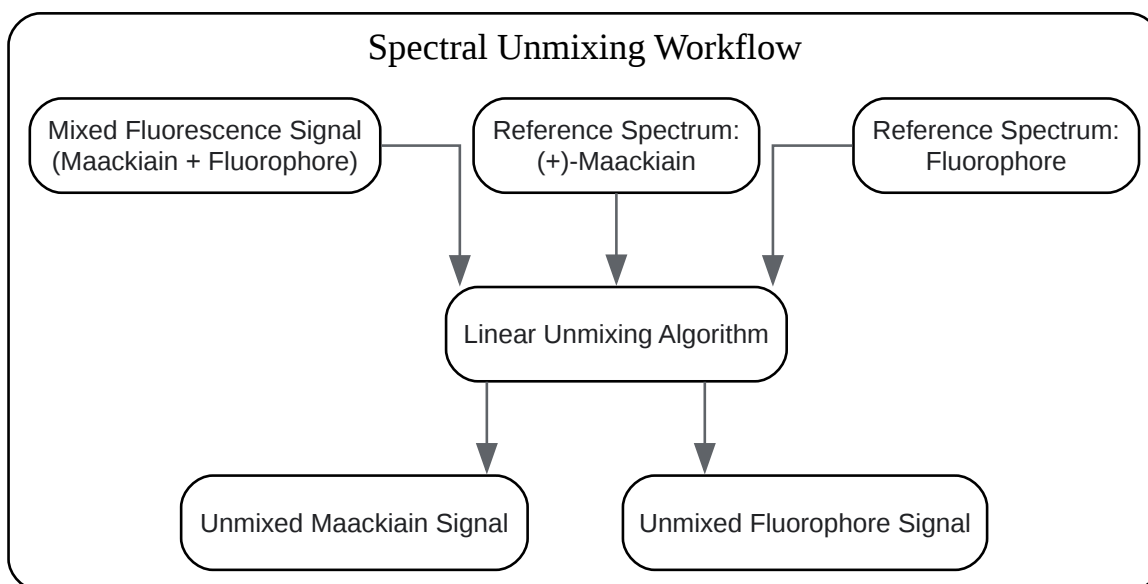 Spectral Unmixing Workflow
Mixed Fluorescence Signal
(Maackiain + Fluorophore)
Reference Spectrum:
(+)-Maackiain
Reference Spectrum:
Fluorophore
Linear Unmixing Algorithm
Unmixed Maackiain Signal
Unmixed Fluorophore Signal